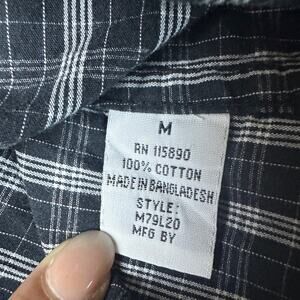 M
RN 115890
100% COTTON
MADE IN BANGLADESH
STYLE:
M79L20
MFG BY